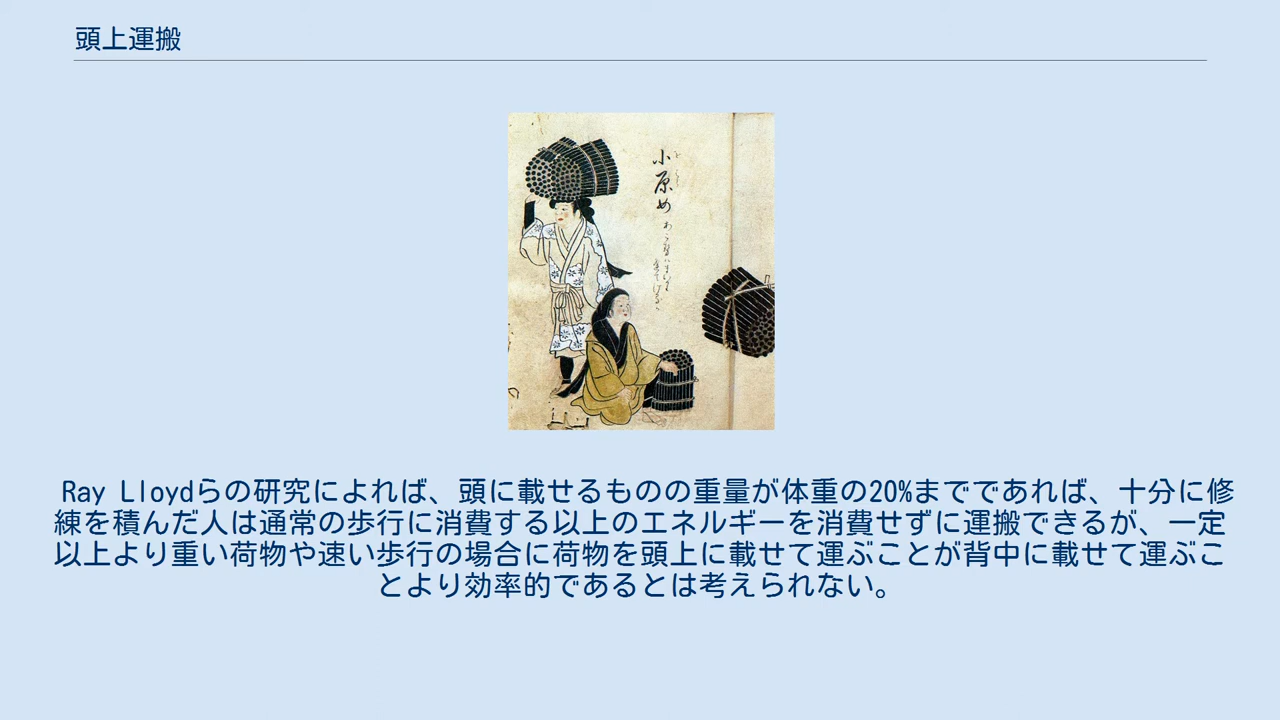 頭上運搬
小原め
Ray Lloydらの研究によれば、頭に載せるものの重量が体重の20%までであれば、十分に修
練を積んだ人は通常の歩行に消費する以上のエネルギーを消費せずに運搬できるが、一定
以上より重い荷物や速い歩行の場合に荷物を頭上に載せて運ぶことが背中に載せて運ぶこ
とより効率的であるとは考えられない。